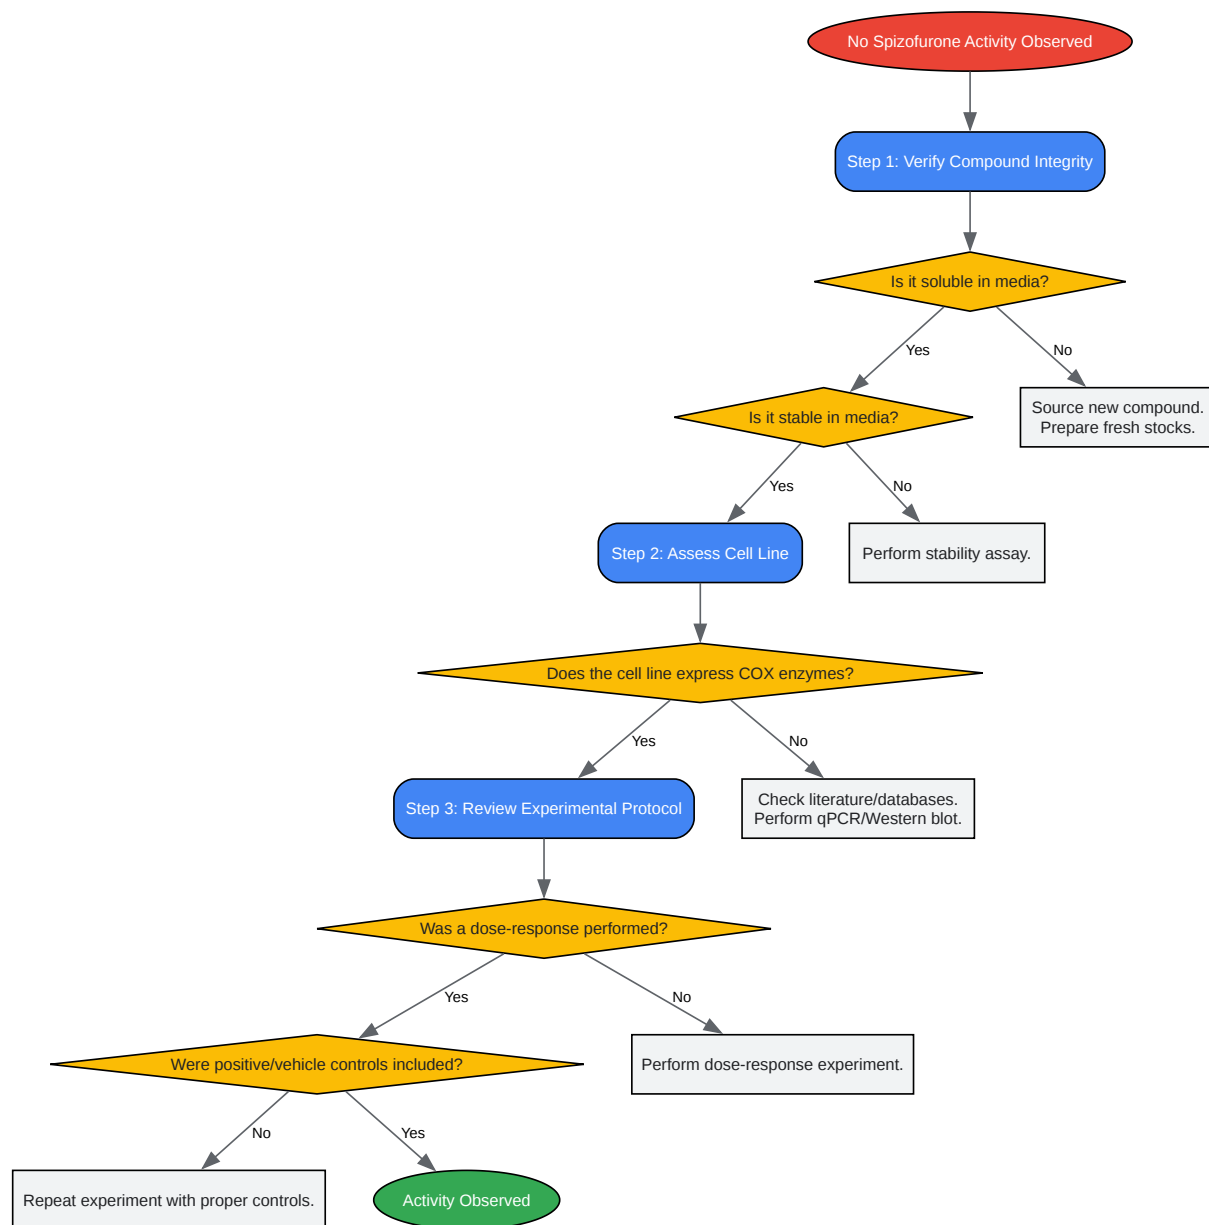 No Spizofurone Activity Observed
Step 1: Verify Compound Integrity
Is it soluble in media?
Yes
No
Is it stable in media?
Source new compound.
Prepare fresh stocks.
Yes
No
Step 2: Assess Cell Line
Perform stability assay.
Does the cell line express COX enzymes?
Yes
No
Step 3: Review Experimental Protocol
Check literature/databases.
Perform qPCR/Western blot.
Was a dose-response performed?
Yes
No
Were positive/vehicle controls included?
Perform dose-response experiment.
No
Yes
Repeat experiment with proper controls.
Activity Observed